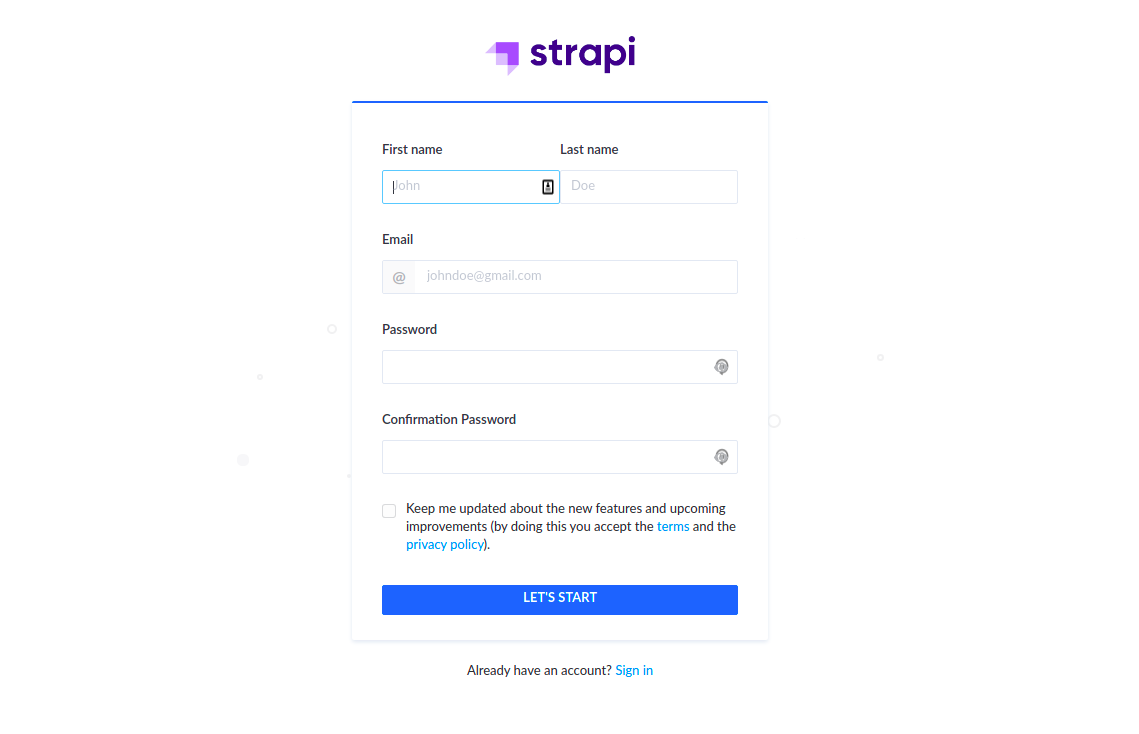 strapi
First name Last name
John Doe
Email
@ johndoe@gmail.com
Password
Confirmation Password
Keep me updated about the new features and upcoming
improvements (by doing this you accept the terms and the
privacy policy).
LET'S START
Already have an account? Sign in